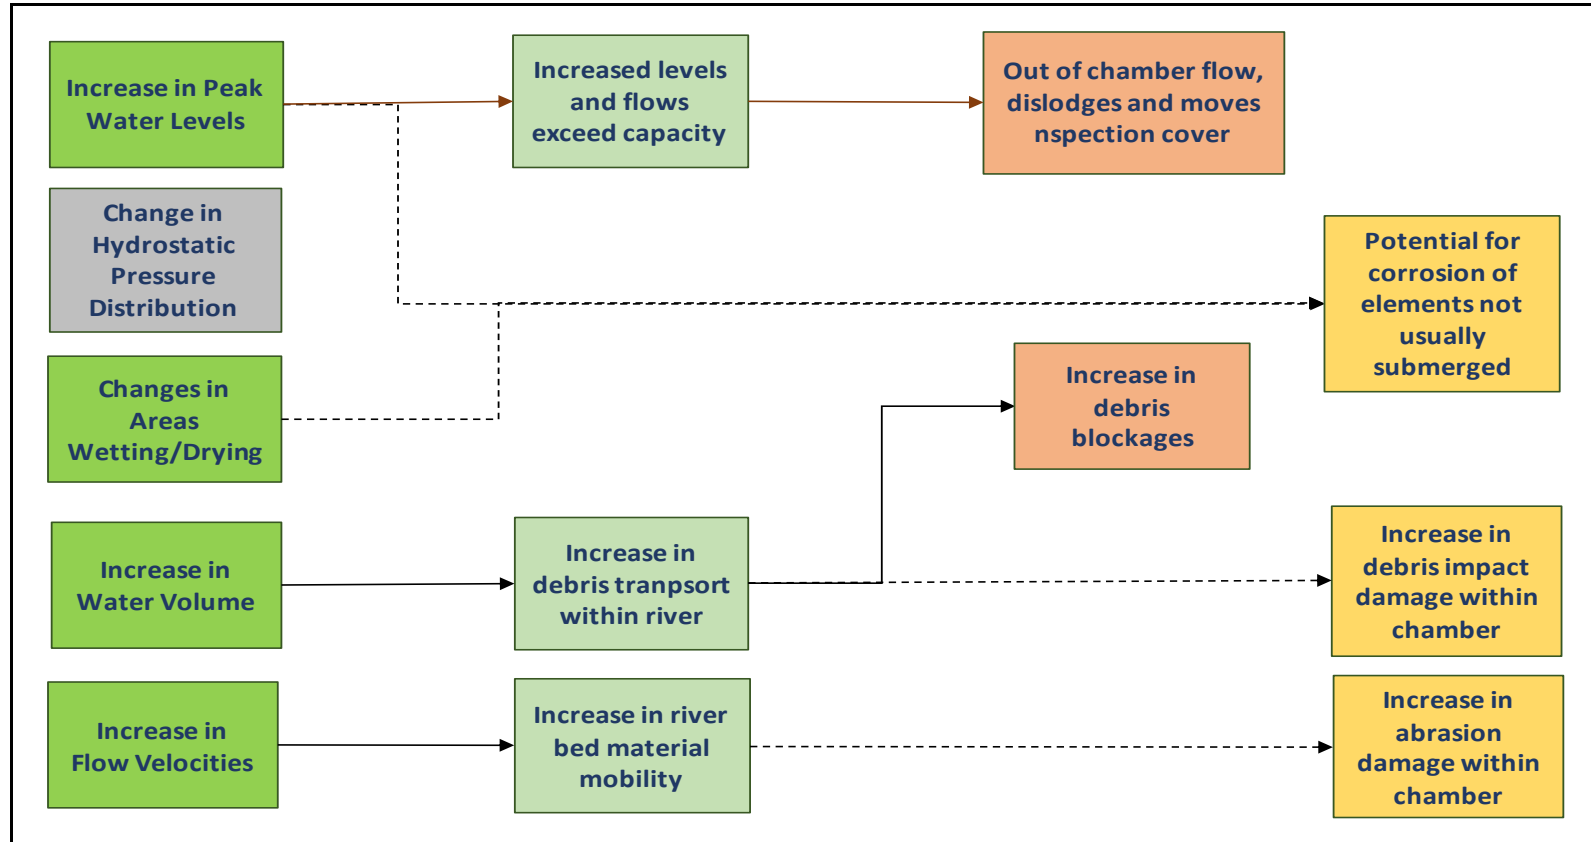 Increase in Peak
Water Levels
Increased levels
and flows
exceed capacity
Out of chamber flow,
dislodges and moves
nspection cover
Change in
Hydrostatic
Pressure
Distribution
Potential for
corrosion of
elements not
usually
submerged
Changes in
Areas
Wetting/Drying
Increase in
debris
blockages
Increase in
Water Volume
Increase in
debris tranpsort
within river
Increase in
debris impact
damage within
chamber
Increase in
Flow Velocities
Increase in river
bed material
mobility
Increase in
abrasion
damage within
chamber